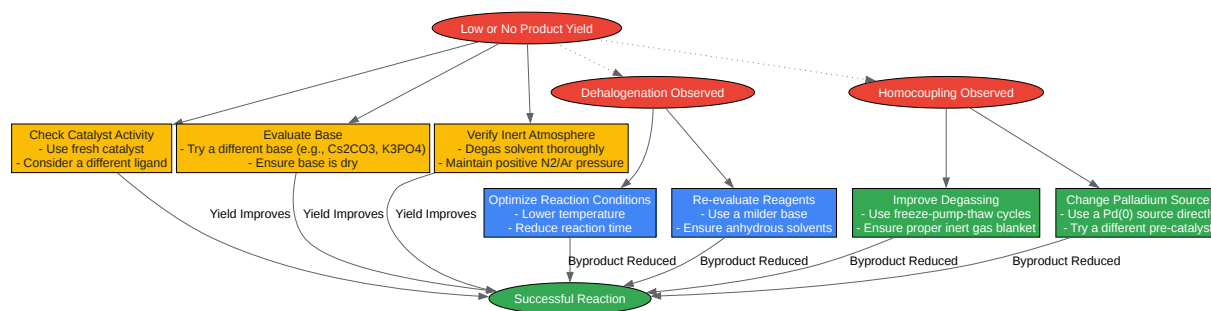 Low or No Product Yield
Dehalogenation Observed
Homocoupling Observed
Check Catalyst Activity
- Use fresh catalyst
- Consider a different ligand
Evaluate Base
- Try a different base (e.g., Cs2CO3, K3PO4)
- Ensure base is dry
Verify Inert Atmosphere
- Degas solvent thoroughly
- Maintain positive N2/Ar pressure
Optimize Reaction Conditions
- Lower temperature
- Reduce reaction time
Re-evaluate Reagents
- Use a milder base
- Ensure anhydrous solvents
Improve Degassing
- Use freeze-pump-thaw cycles
- Ensure proper inert gas blanket
Change Palladium Source
- Use a Pd(0) source directly
- Try a different pre-catalyst
Yield Improves
Yield Improves
Yield Improves
Byproduct Reduced
Byproduct Reduced
Byproduct Reduced
Byproduct Reduced
Successful Reaction